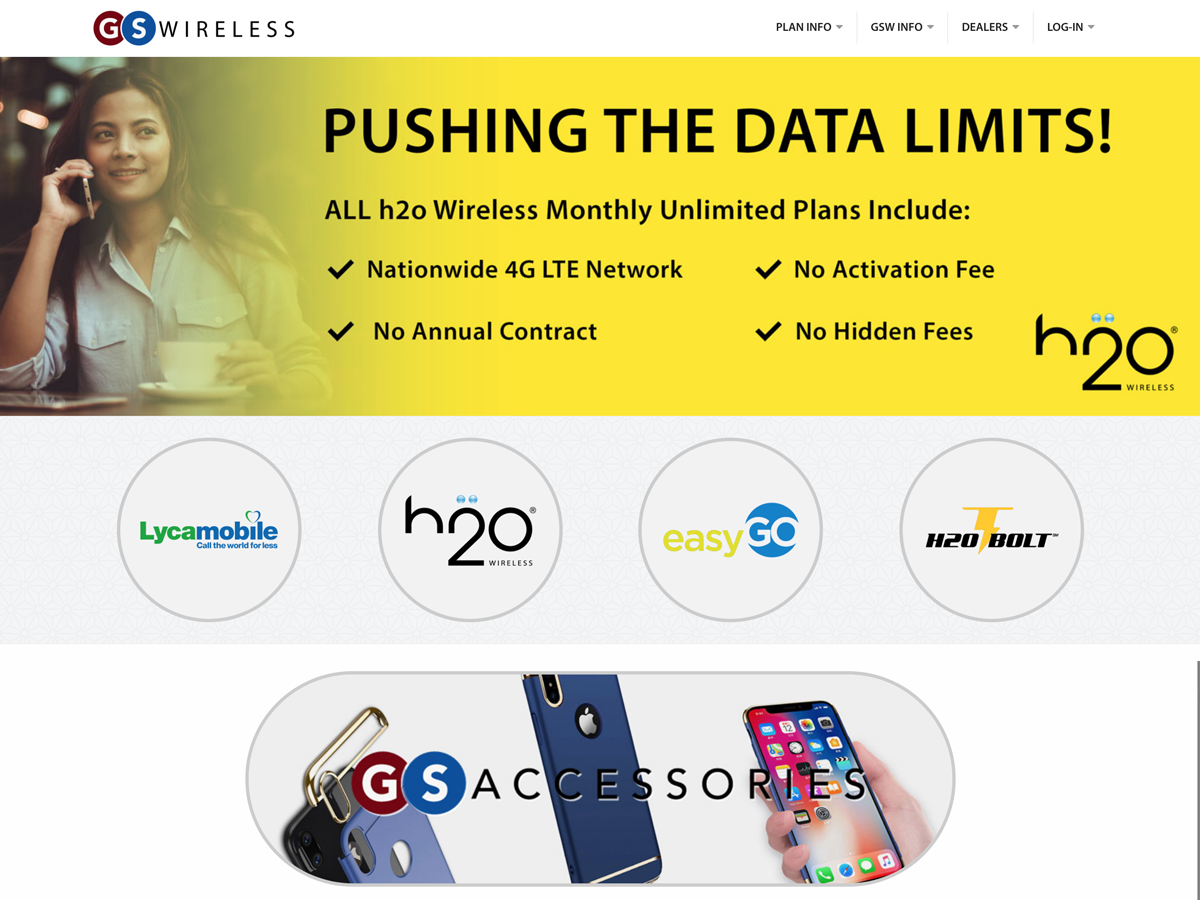 GS WIRELESS
PLAN INFO
GSW INFO
DEALERS
LOG-IN
PUSHING THE DATA LIMITS!
ALL h2o Wireless Monthly Unlimited Plans Include:
Nationwide 4G LTE Network
No Activation Fee
No Annual Contract
No Hidden Fees
h2o®
WIRELESS
Lycamobile
Call the world for less
h2o®
WIRELESS
easyGO
H2O BOLT℠
GS ACCESSORIES